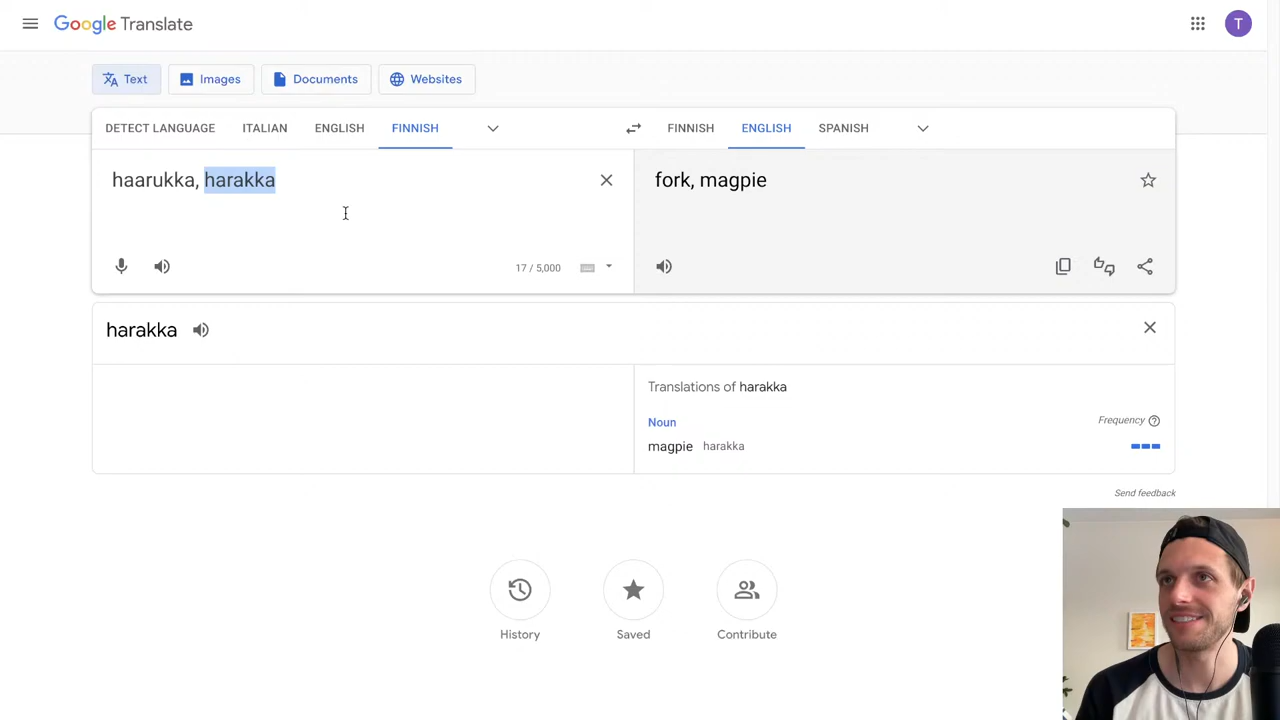 Google Translate
T
Text Images Documents Websites
DETECT LANGUAGE ITALIAN ENGLISH FINNISH FINNISH ENGLISH SPANISH
haarukka, harakka
fork, magpie
17 / 5,000
harakka
Translations of harakka
Noun Frequency
magpie harakka
Send feedback
History Saved Contribute